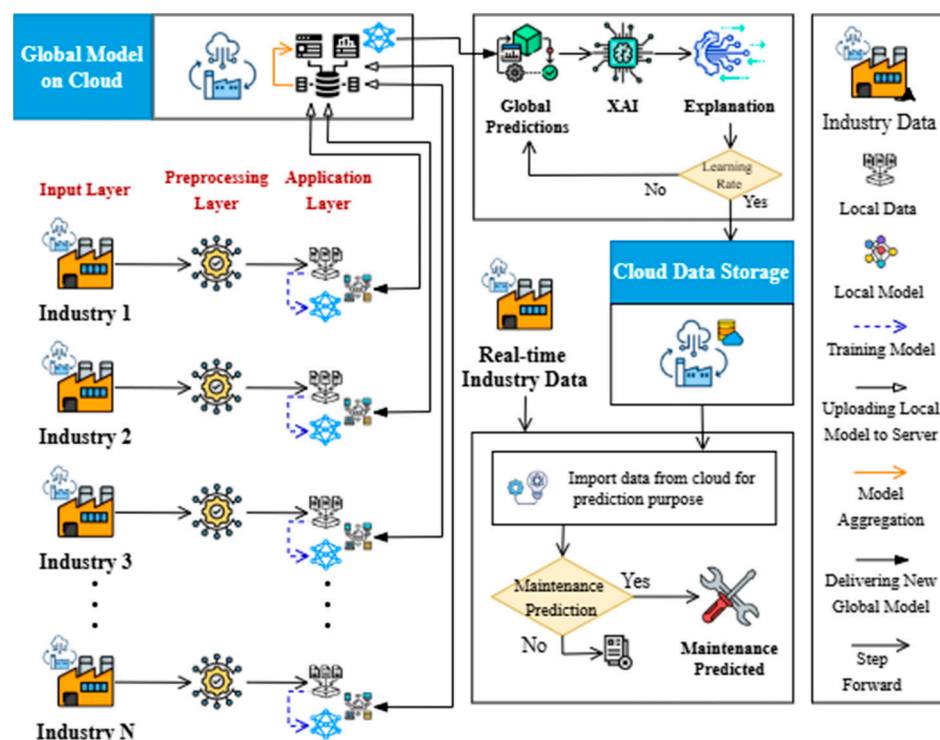 Global Model
on Cloud
Global
Predictions
XAI
Explanation
Learning
Rate
No
Yes
Input Layer
Preprocessing
Layer
Application
Layer
Industry 1
Industry 2
Industry 3
Industry N
Real-time
Industry Data
Cloud Data Storage
Import data from cloud for
prediction purpose
Maintenance
Prediction
Yes
No
Maintenance
Predicted
Industry Data
Local Data
Local Model
Training Model
Uploading Local
Model to Server
Model
Aggregation
Delivering New
Global Model
Step
Forward